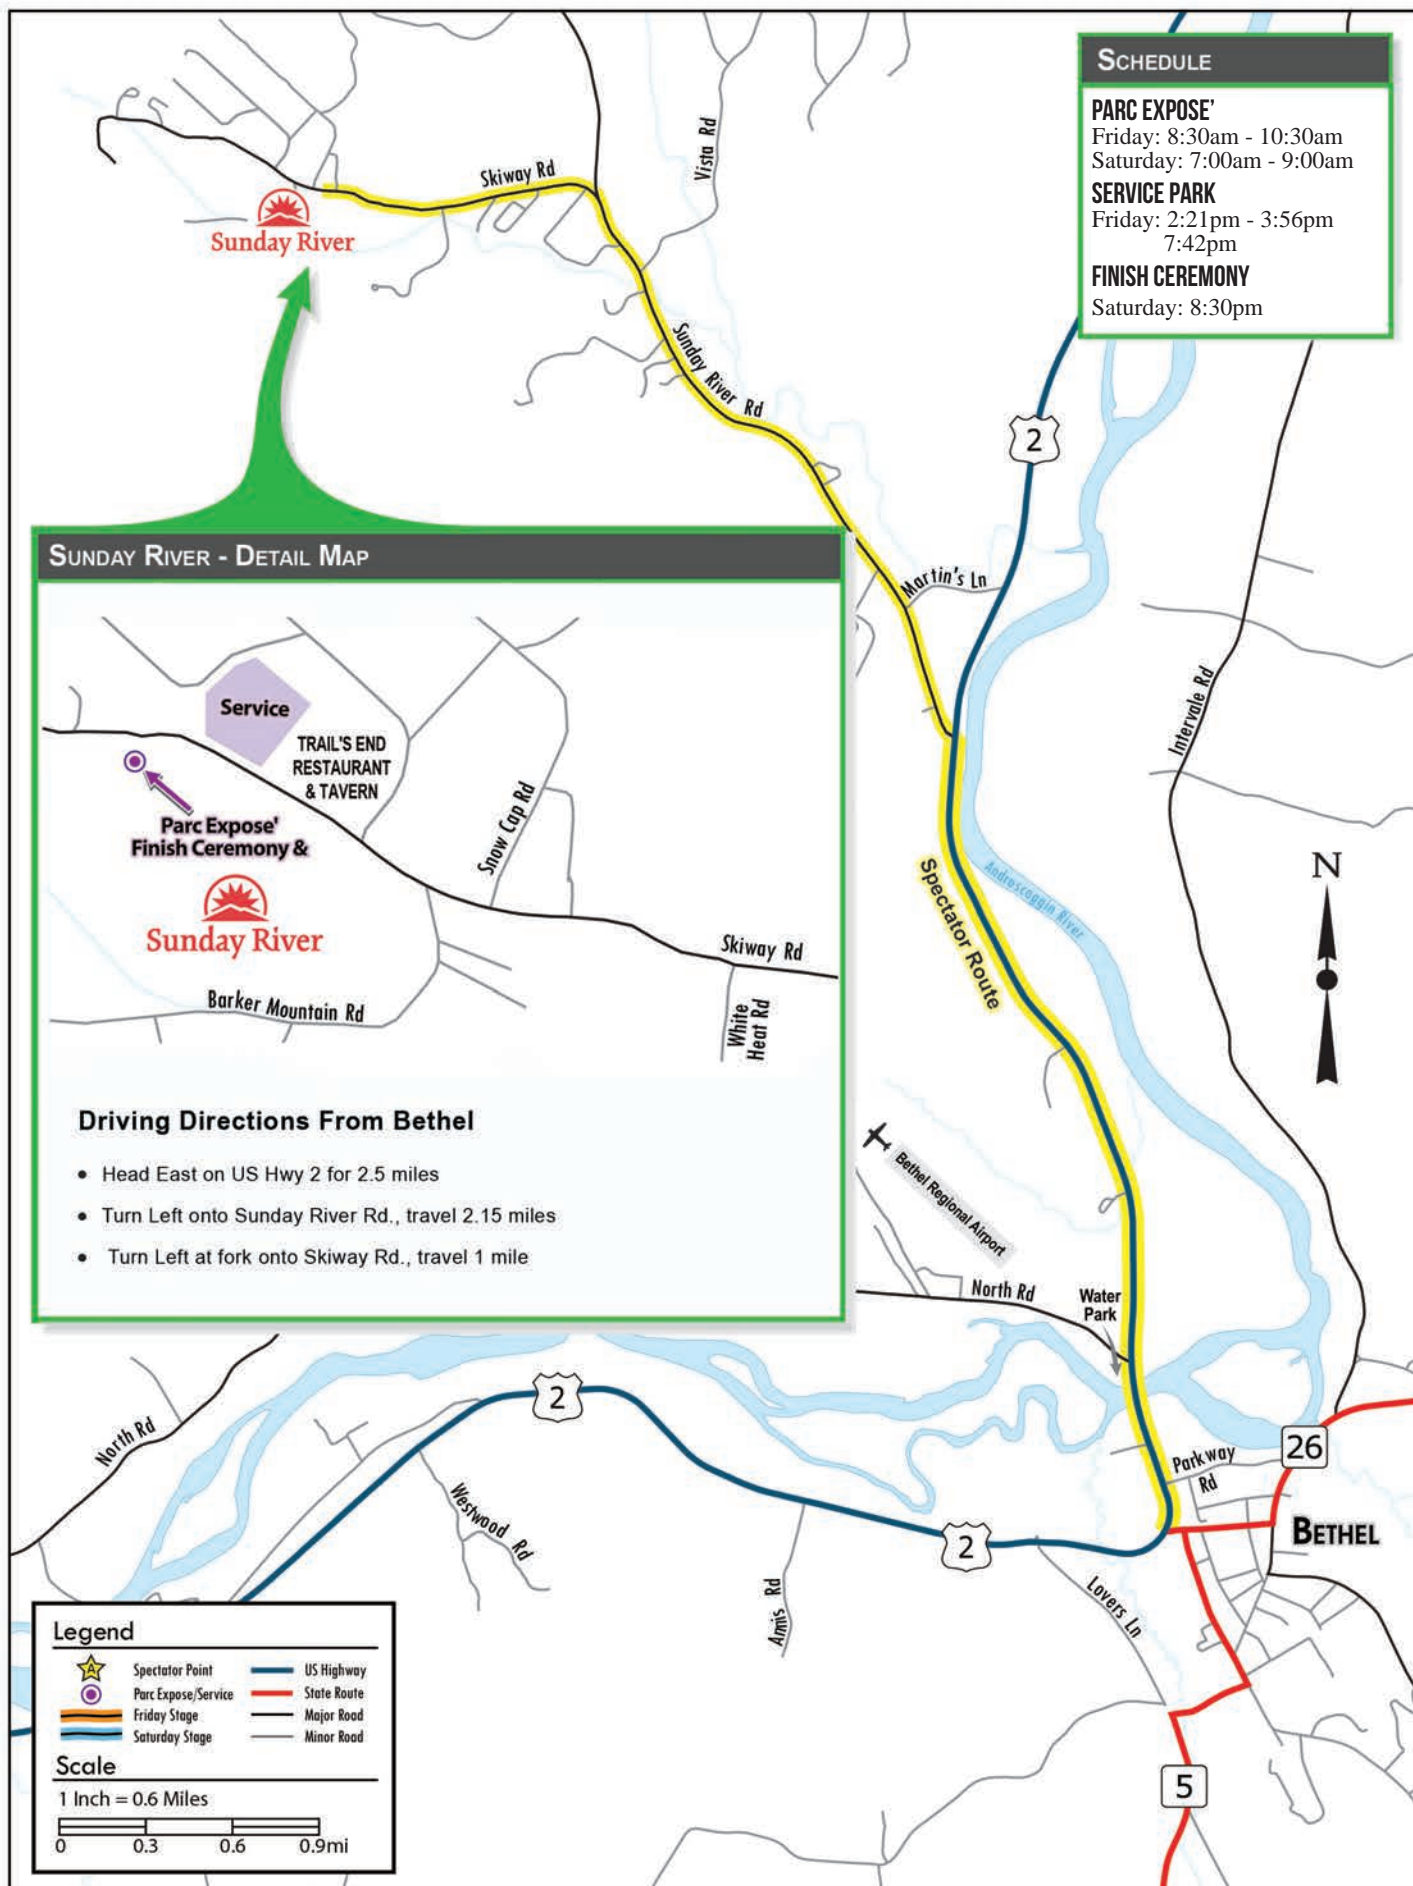 SCHEDULE
PARC EXPOSE'
Friday: 8:30am - 10:30am
Saturday: 7:00am - 9:00am
SERVICE PARK
Friday: 2:21pm - 3:56pm
7:42pm
FINISH CEREMONY
Saturday: 8:30pm
Vista Rd
Skiway Rd
Sunday River
Sunday River Rd
2
Martin's Ln
Intervale Rd
SUNDAY RIVER - DETAIL MAP
Service
TRAIL'S END
RESTAURANT
& TAVERN
Parc Expose'
Finish Ceremony &
Sunday River
Snow Cap Rd
Skiway Rd
White
Heat Rd
Barker Mountain Rd
Driving Directions From Bethel
• Head East on US Hwy 2 for 2.5 miles
• Turn Left onto Sunday River Rd., travel 2.15 miles
• Turn Left at fork onto Skiway Rd., travel 1 mile
Spectator Route
Androscoggin River
N
Bethel Regional Airport
North Rd
Water
Park
2
North Rd
Westwood Rd
Parkway
Rd
26
BETHEL
2
Amis Rd
Lovers Ln
5
Legend
A
Spectator Point
Parc Expose/Service
Friday Stage
Saturday Stage
US Highway
State Route
Major Road
Minor Road
Scale
1 Inch = 0.6 Miles
0 0.3 0.6 0.9mi